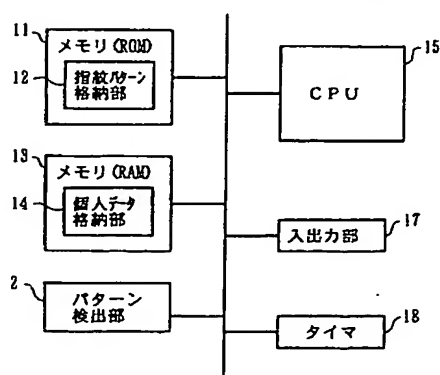 11
メモリ(ROM)
12
指紋パターン
格納部
13
メモリ(RAM)
14
個人データ
格納部
2
パターン
検出部
15
CPU
入出力部
17
タイマ
18